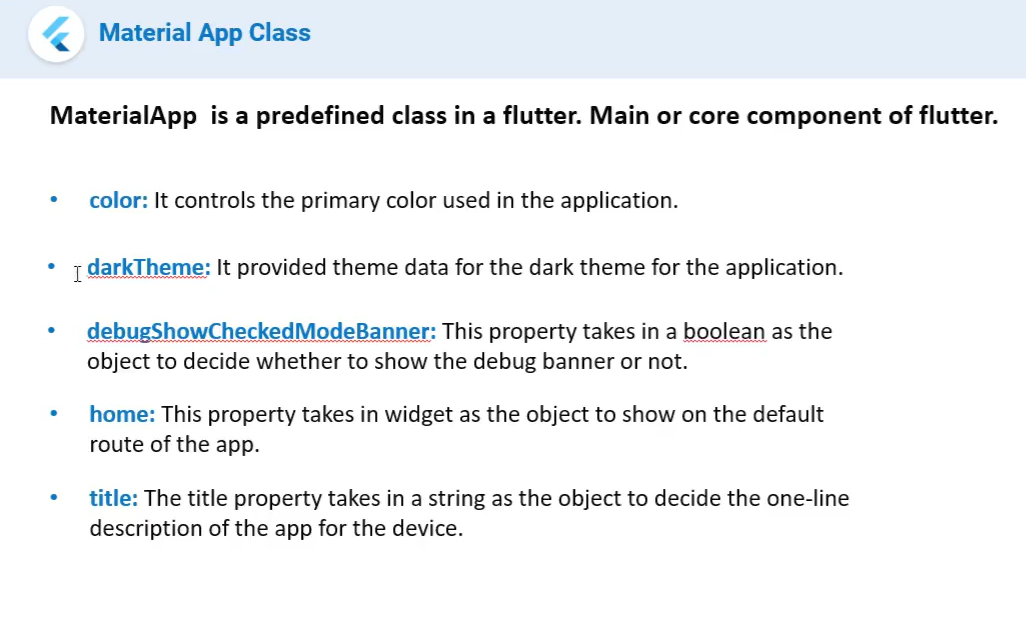 Material App Class
MaterialApp  is a predefined class in a flutter. Main or core component of flutter.
• color: It controls the primary color used in the application.
• darkTheme: It provided theme data for the dark theme for the application.
• debugShowCheckedModeBanner: This property takes in a boolean as the
object to decide whether to show the debug banner or not.
• home: This property takes in widget as the object to show on the default
route of the app.
• title: The title property takes in a string as the object to decide the one-line
description of the app for the device.